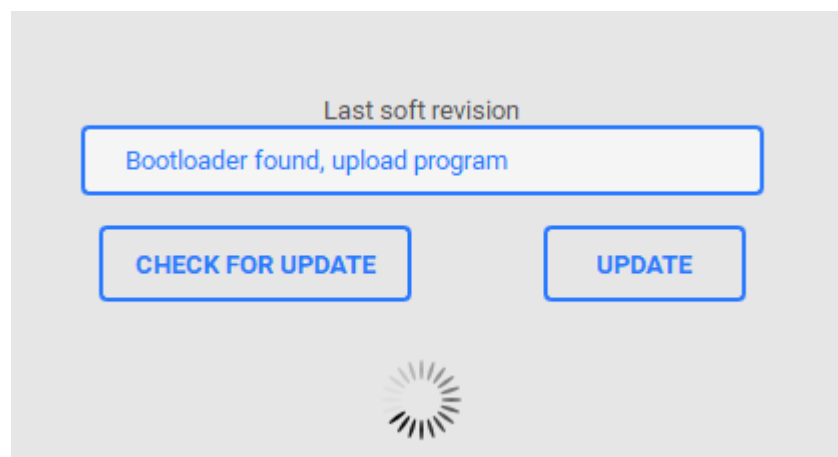 Last soft revision
Bootloader found, upload program
CHECK FOR UPDATE
UPDATE